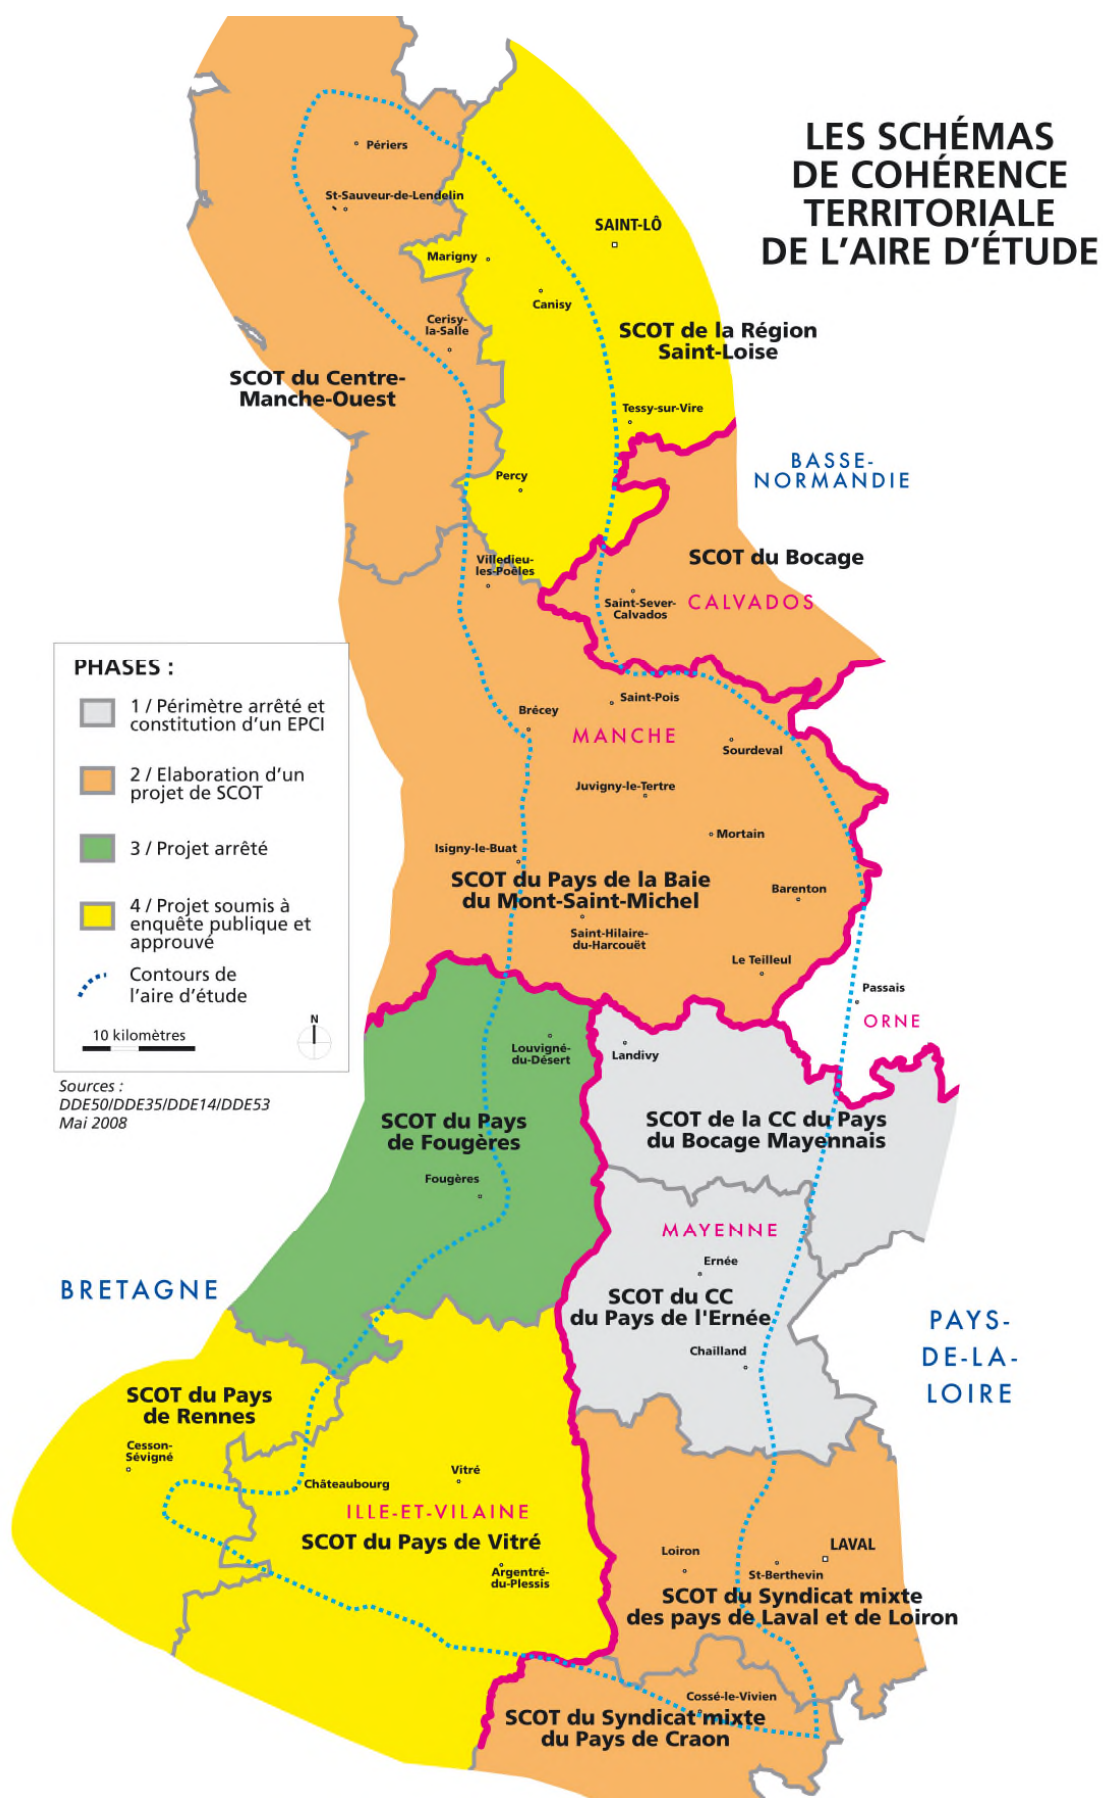 LES SCHÉMAS
DE COHÉRENCE
TERRITORIALE
DE L'AIRE D'ÉTUDE
Périers
St-Sauveur-de-Lendelin
SAINT-LÔ
Marigny
Canisy
Cerisy-
la-Salle
SCOT de la Région
Saint-Loise
SCOT du Centre-
Manche-Ouest
Tessy-sur-Vire
BASSE-
NORMANDIE
Percy
SCOT du Bocage
Villedieu-
les-Poêles
Saint-Sever-
Calvados
CALVADOS
PHASES :
1 / Périmètre arrêté et
constitution d'un EPCI
2 / Elaboration d'un
projet de SCOT
3 / Projet arrêté
4 / Projet soumis à
enquête publique et
approuvé
Contours de
l'aire d'étude
10 kilomètres
N
Sources :
DDE50/DDE35/DDE14/DDE53
Mai 2008
Saint-Pois
Brécey
MANCHE
Sourdeval
Juvigny-le-Tertre
Mortain
Isigny-le-Buat
SCOT du Pays de la Baie
du Mont-Saint-Michel
Barenton
Saint-Hilaire-
du-Harcouët
Le Teilleul
Passais
ORNE
Louvigné-
du-Désert
Landivy
SCOT du Pays
de Fougères
SCOT de la CC du Pays
du Bocage Mayennais
Fougères
MAYENNE
Ernée
BRETAGNE
SCOT du CC
du Pays de l'Ernée
PAYS-
DE-LA-
LOIRE
Chailland
SCOT du Pays
de Rennes
Cesson-
Sévigné
Châteaubourg
Vitré
ILLE-ET-VILAINE
SCOT du Pays de Vitré
Argentré-
du-Plessis
Loiron
LAVAL
St-Berthevin
SCOT du Syndicat mixte
des pays de Laval et de Loiron
Cossé-le-Vivien
SCOT du Syndicat mixte
du Pays de Craon